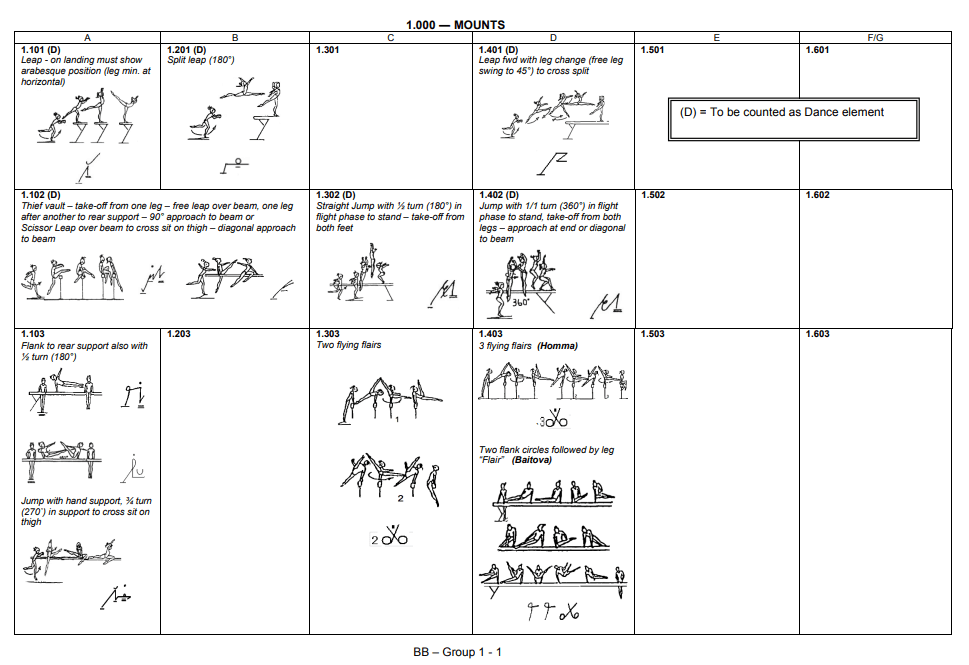 1.000 — MOUNTS
A
B
C
D
E
F/G
1.101 (D)
Leap - on landing must show
arabesque position (leg min. at
horizontal)
1.201 (D)
Split leap (180°)
1.301
1.401 (D)
Leap fwd with leg change (free leg
swing to 45°) to cross split
1.501
1.601
(D) = To be counted as Dance element
1.102 (D)
Thief vault – take-off from one leg – free leap over beam, one leg
after another to rear support – 90° approach to beam or
Scissor Leap over beam to cross sit on thigh – diagonal approach
to beam
1.302 (D)
Straight Jump with ½ turn (180°) in
flight phase to stand – take-off from
both feet
1.402 (D)
Jump with 1/1 turn (360°) in flight
phase to stand, take-off from both
legs – approach at end or diagonal
to beam
360°
1.502
1.602
1.103
Flank to rear support also with
½ turn (180°)
Jump with hand support, ¾ turn
(270°) in support to cross sit on
thigh
1.203
1.303
Two flying flairs
1
2
2
1.403
3 flying flairs (Homma)
3
Two flank circles followed by leg
"Flair" (Baitova)
1.503
1.603
BB – Group 1 - 1